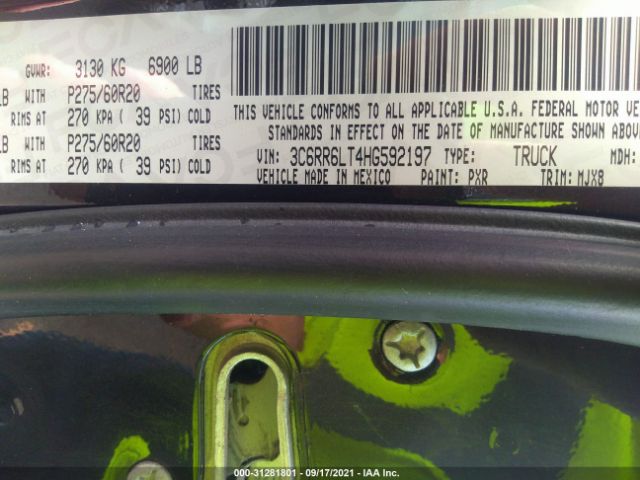 GVWR: 3130 KG 6900 LB
LB WITH P275/60R20 TIRES
RIMS AT 270 KPA ( 39 PSI) COLD
LB WITH P275/60R20 TIRES
RIMS AT 270 KPA ( 39 PSI) COLD
THIS VEHICLE CONFORMS TO ALL APPLICABLE U.S.A. FEDERAL MOTOR VE
STANDARDS IN EFFECT ON THE DATE OF MANUFACTURE SHOWN ABOV
VIN: 3C6RR6LT4HG592197 TYPE: TRUCK MDH:
VEHICLE MADE IN MEXICO PAINT: PXR TRIM: MJX8
000-31281801 - 09/17/2021 - IAA Inc.